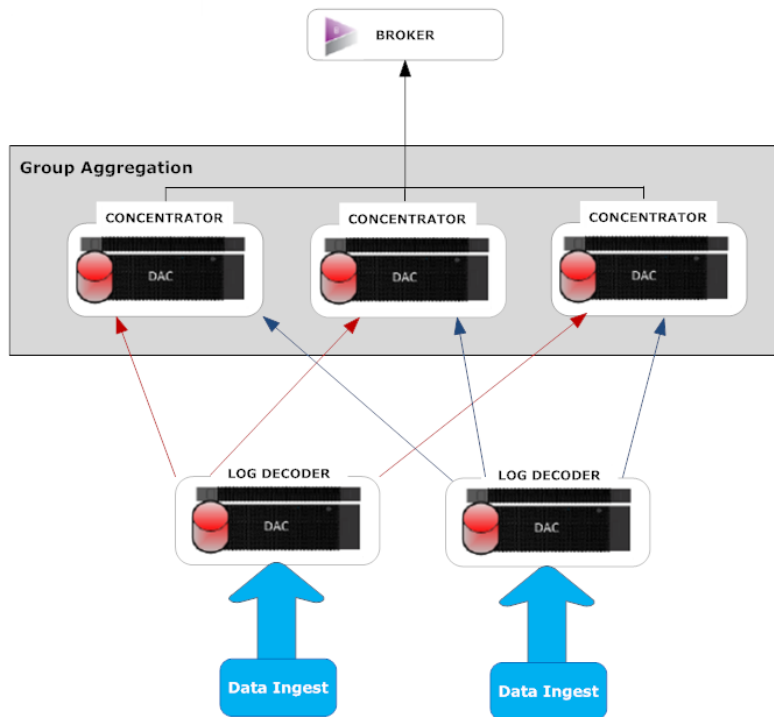 BROKER
Group Aggregation
CONCENTRATOR
CONCENTRATOR
CONCENTRATOR
DAC
DAC
DAC
LOG DECODER
LOG DECODER
DAC
DAC
Data Ingest
Data Ingest